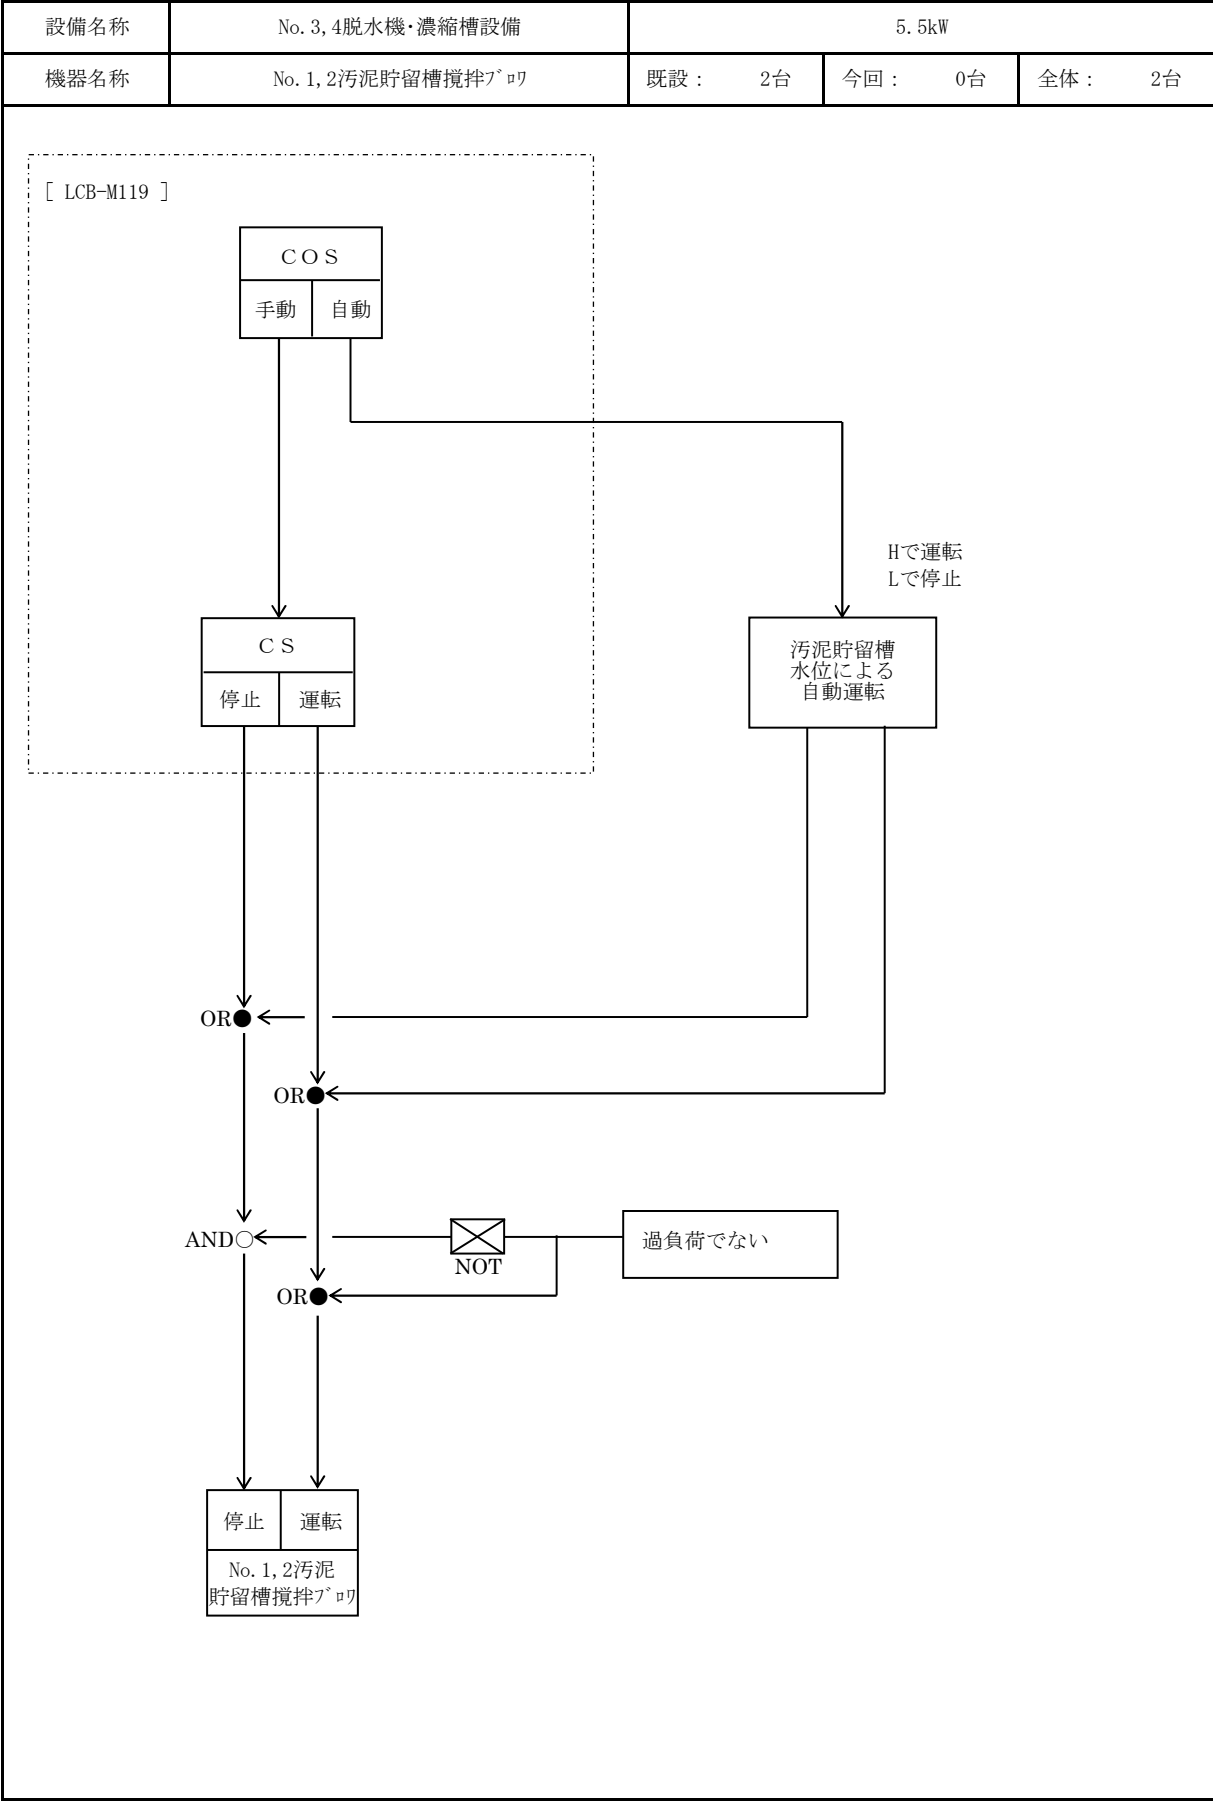 設備名称
No.3,4脱水機･濃縮槽設備
5.5kW
機器名称
No.1,2汚泥貯留槽撹拌ﾌﾞﾛﾜ
既設： 2台
今回： 0台
全体： 2台
[ LCB-M119 ]
ＣＯＳ
手動
自動
Hで運転
Lで停止
ＣＳ
停止
運転
汚泥貯留槽
水位による
自動運転
OR●
OR●
AND○
NOT
過負荷でない
OR●
停止
運転
No.1,2汚泥
貯留槽撹拌ﾌﾞﾛﾜ